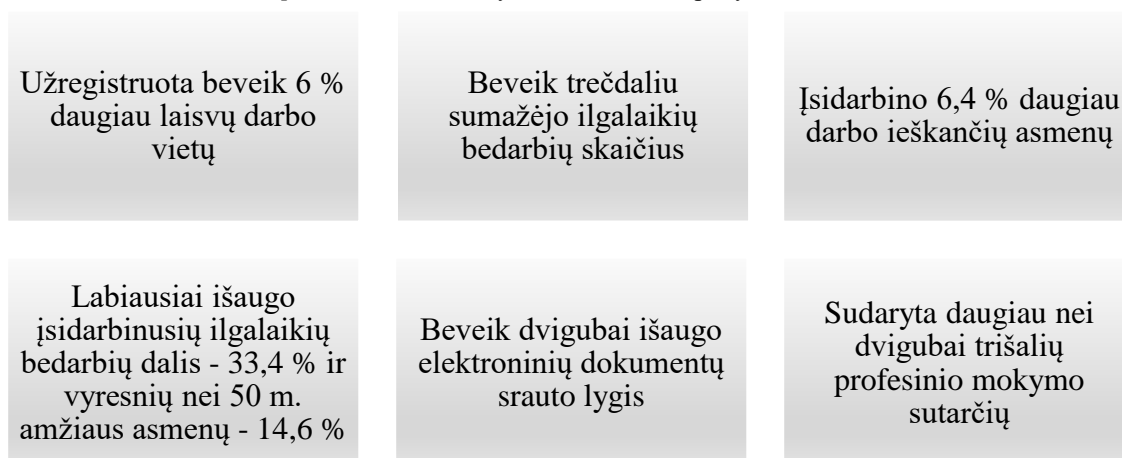 Užregistruota beveik 6 %
daugiau laisvų darbo
vietų
Beveik trečdaliu
sumažėjo ilgalaikių
bedarbių skaičius
Įsidarbino 6,4 % daugiau
darbo ieškančių asmenų
Labiausiai išaugo
įsidarbinusių ilgalaikių
bedarbių dalis - 33,4 % ir
vyresnių nei 50 m.
amžiaus asmenų - 14,6 %
Beveik dvigubai išaugo
elektroninių dokumentų
srauto lygis
Sudaryta daugiau nei
dvigubai trišalių
profesinio mokymo
sutarčių